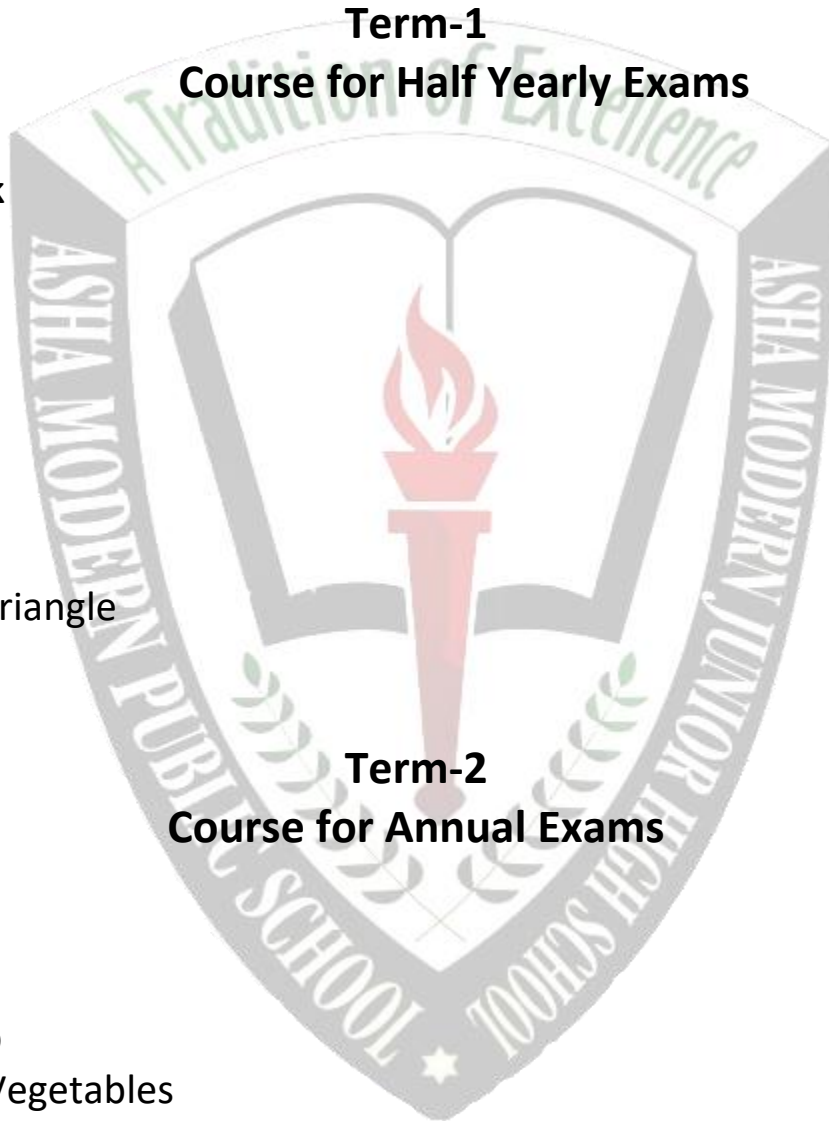 Term-1
Course for Half Yearly Exams
A Tradition of Excellence
k
ASHA MODERN PUBLIC SCHOOL
ASHA MODERN JUNIOR HIGH SCHOOL
riangle
Term-2
Course for Annual Exams
)
Vegetables